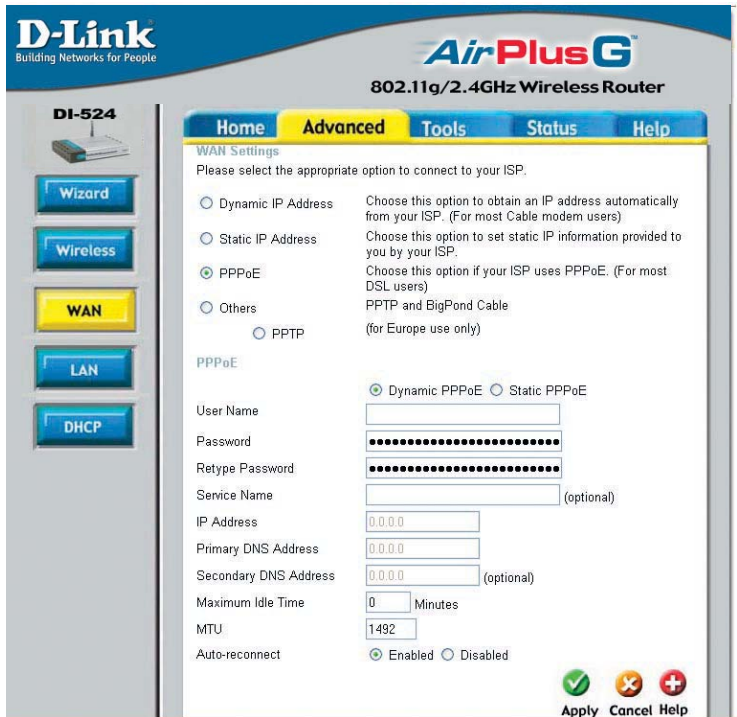 D-Link
Building Networks for People
AirPlus G™
802.11g/2.4GHz Wireless Router
DI-524
Home Advanced Tools Status Help
Wizard
Wireless
WAN
LAN
DHCP
WAN Settings
Please select the appropriate option to connect to your ISP.
Dynamic IP Address Choose this option to obtain an IP address automatically
from your ISP. (For most Cable modem users)
Static IP Address Choose this option to set static IP information provided to
you by your ISP.
PPPoE Choose this option if your ISP uses PPPoE. (For most
DSL users)
Others PPTP and BigPond Cable
PPTP (for Europe use only)
PPPoE
Dynamic PPPoE Static PPPoE
User Name
Password ●●●●●●●●●●●●●●●●●●●●●●●●
Retype Password ●●●●●●●●●●●●●●●●●●●●●●●●
Service Name (optional)
IP Address 0.0.0.0
Primary DNS Address 0.0.0.0
Secondary DNS Address 0.0.0.0 (optional)
Maximum Idle Time 0 Minutes
MTU 1492
Auto-reconnect Enabled Disabled
Apply Cancel Help